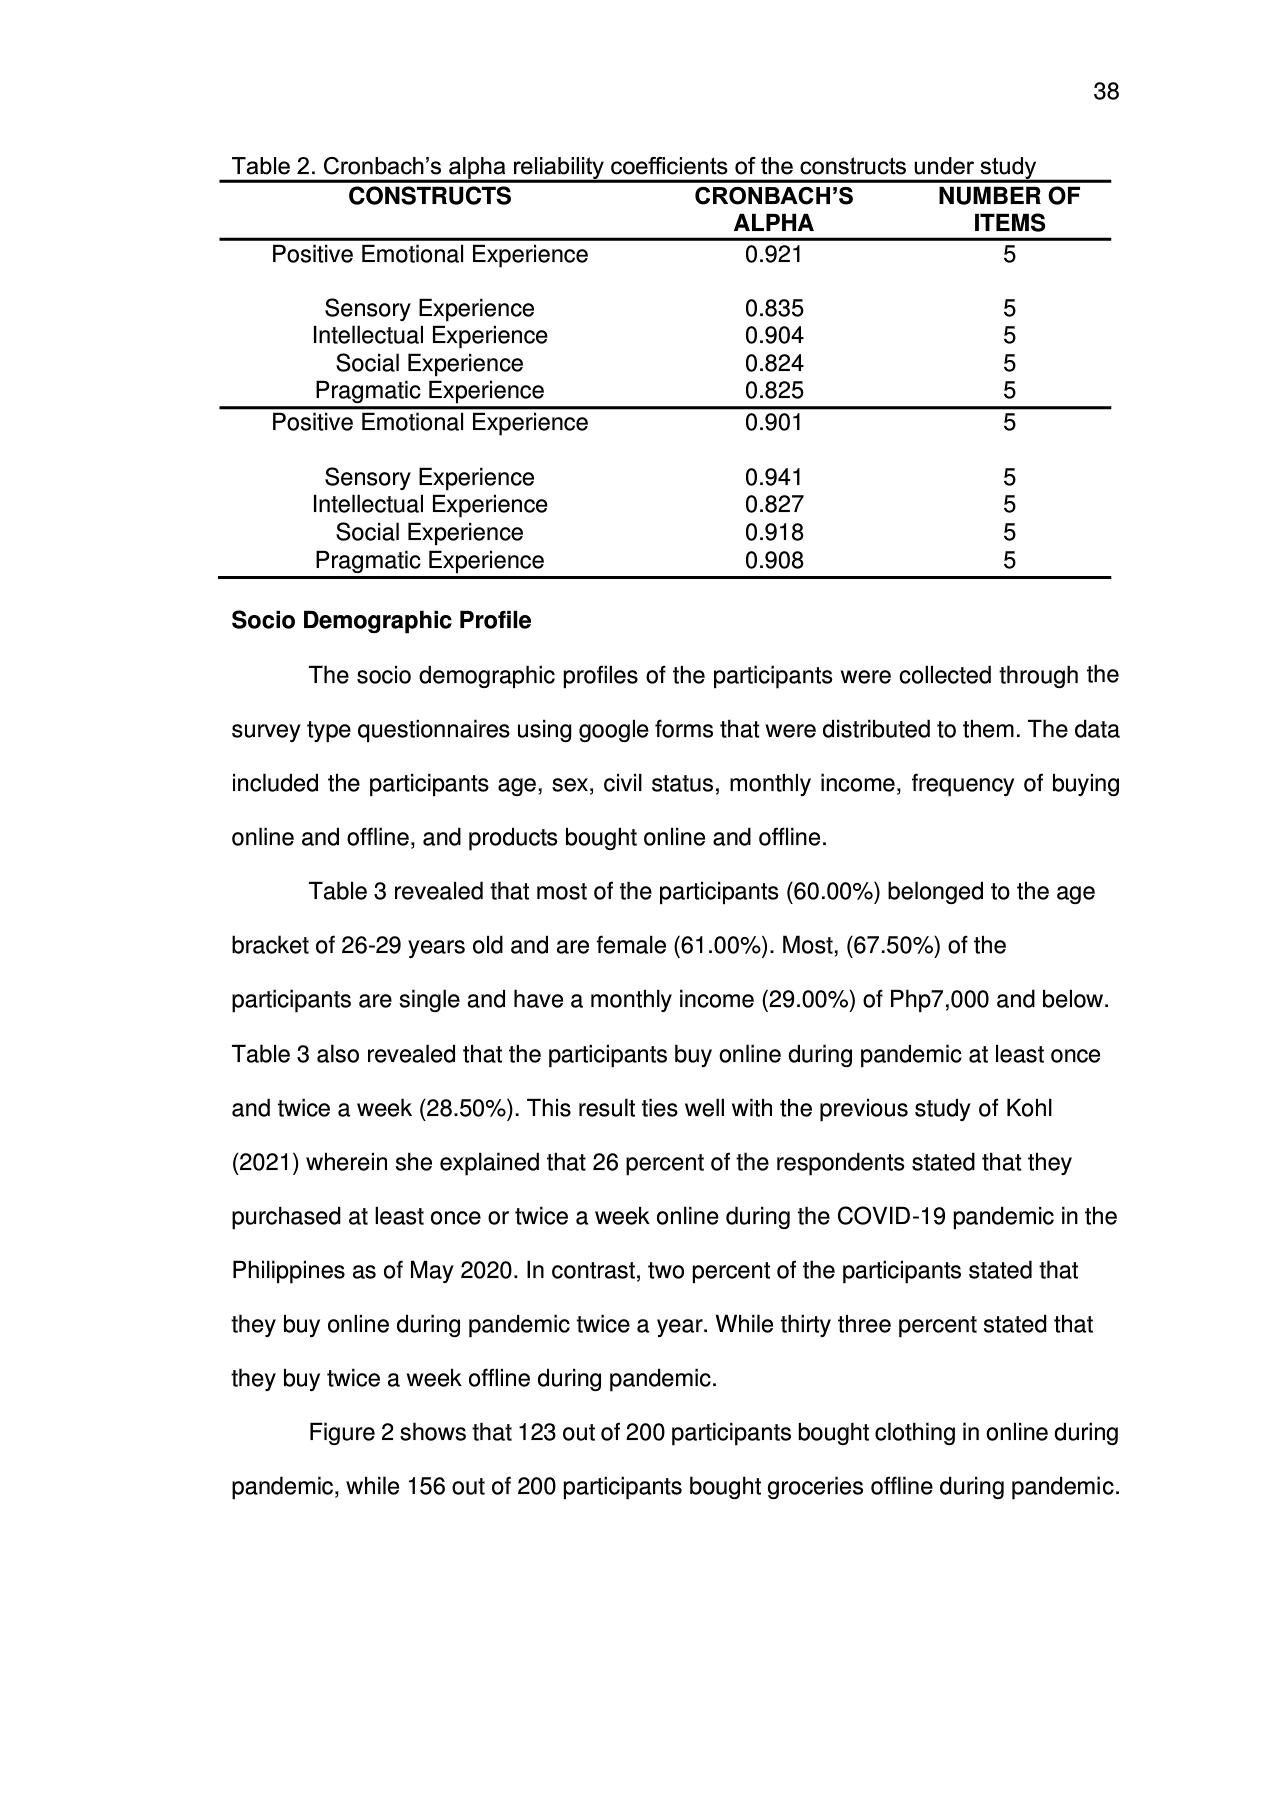 38
Table 2. Cronbach’s alpha reliability coefficients of the constructs under study
CONSTRUCTS CRONBACH’S ALPHA NUMBER OF ITEMS
Positive Emotional Experience 0.921 5
Sensory Experience 0.835 5
Intellectual Experience 0.904 5
Social Experience 0.824 5
Pragmatic Experience 0.825 5
Positive Emotional Experience 0.901 5
Sensory Experience 0.941 5
Intellectual Experience 0.827 5
Social Experience 0.918 5
Pragmatic Experience 0.908 5
Socio Demographic Profile
The socio demographic profiles of the participants were collected through the
survey type questionnaires using google forms that were distributed to them. The data
included the participants age, sex, civil status, monthly income, frequency of buying
online and offline, and products bought online and offline.
Table 3 revealed that most of the participants (60.00%) belonged to the age
bracket of 26-29 years old and are female (61.00%). Most, (67.50%) of the
participants are single and have a monthly income (29.00%) of Php7,000 and below.
Table 3 also revealed that the participants buy online during pandemic at least once
and twice a week (28.50%). This result ties well with the previous study of Kohl
(2021) wherein she explained that 26 percent of the respondents stated that they
purchased at least once or twice a week online during the COVID-19 pandemic in the
Philippines as of May 2020. In contrast, two percent of the participants stated that
they buy online during pandemic twice a year. While thirty three percent stated that
they buy twice a week offline during pandemic.
Figure 2 shows that 123 out of 200 participants bought clothing in online during
pandemic, while 156 out of 200 participants bought groceries offline during pandemic.